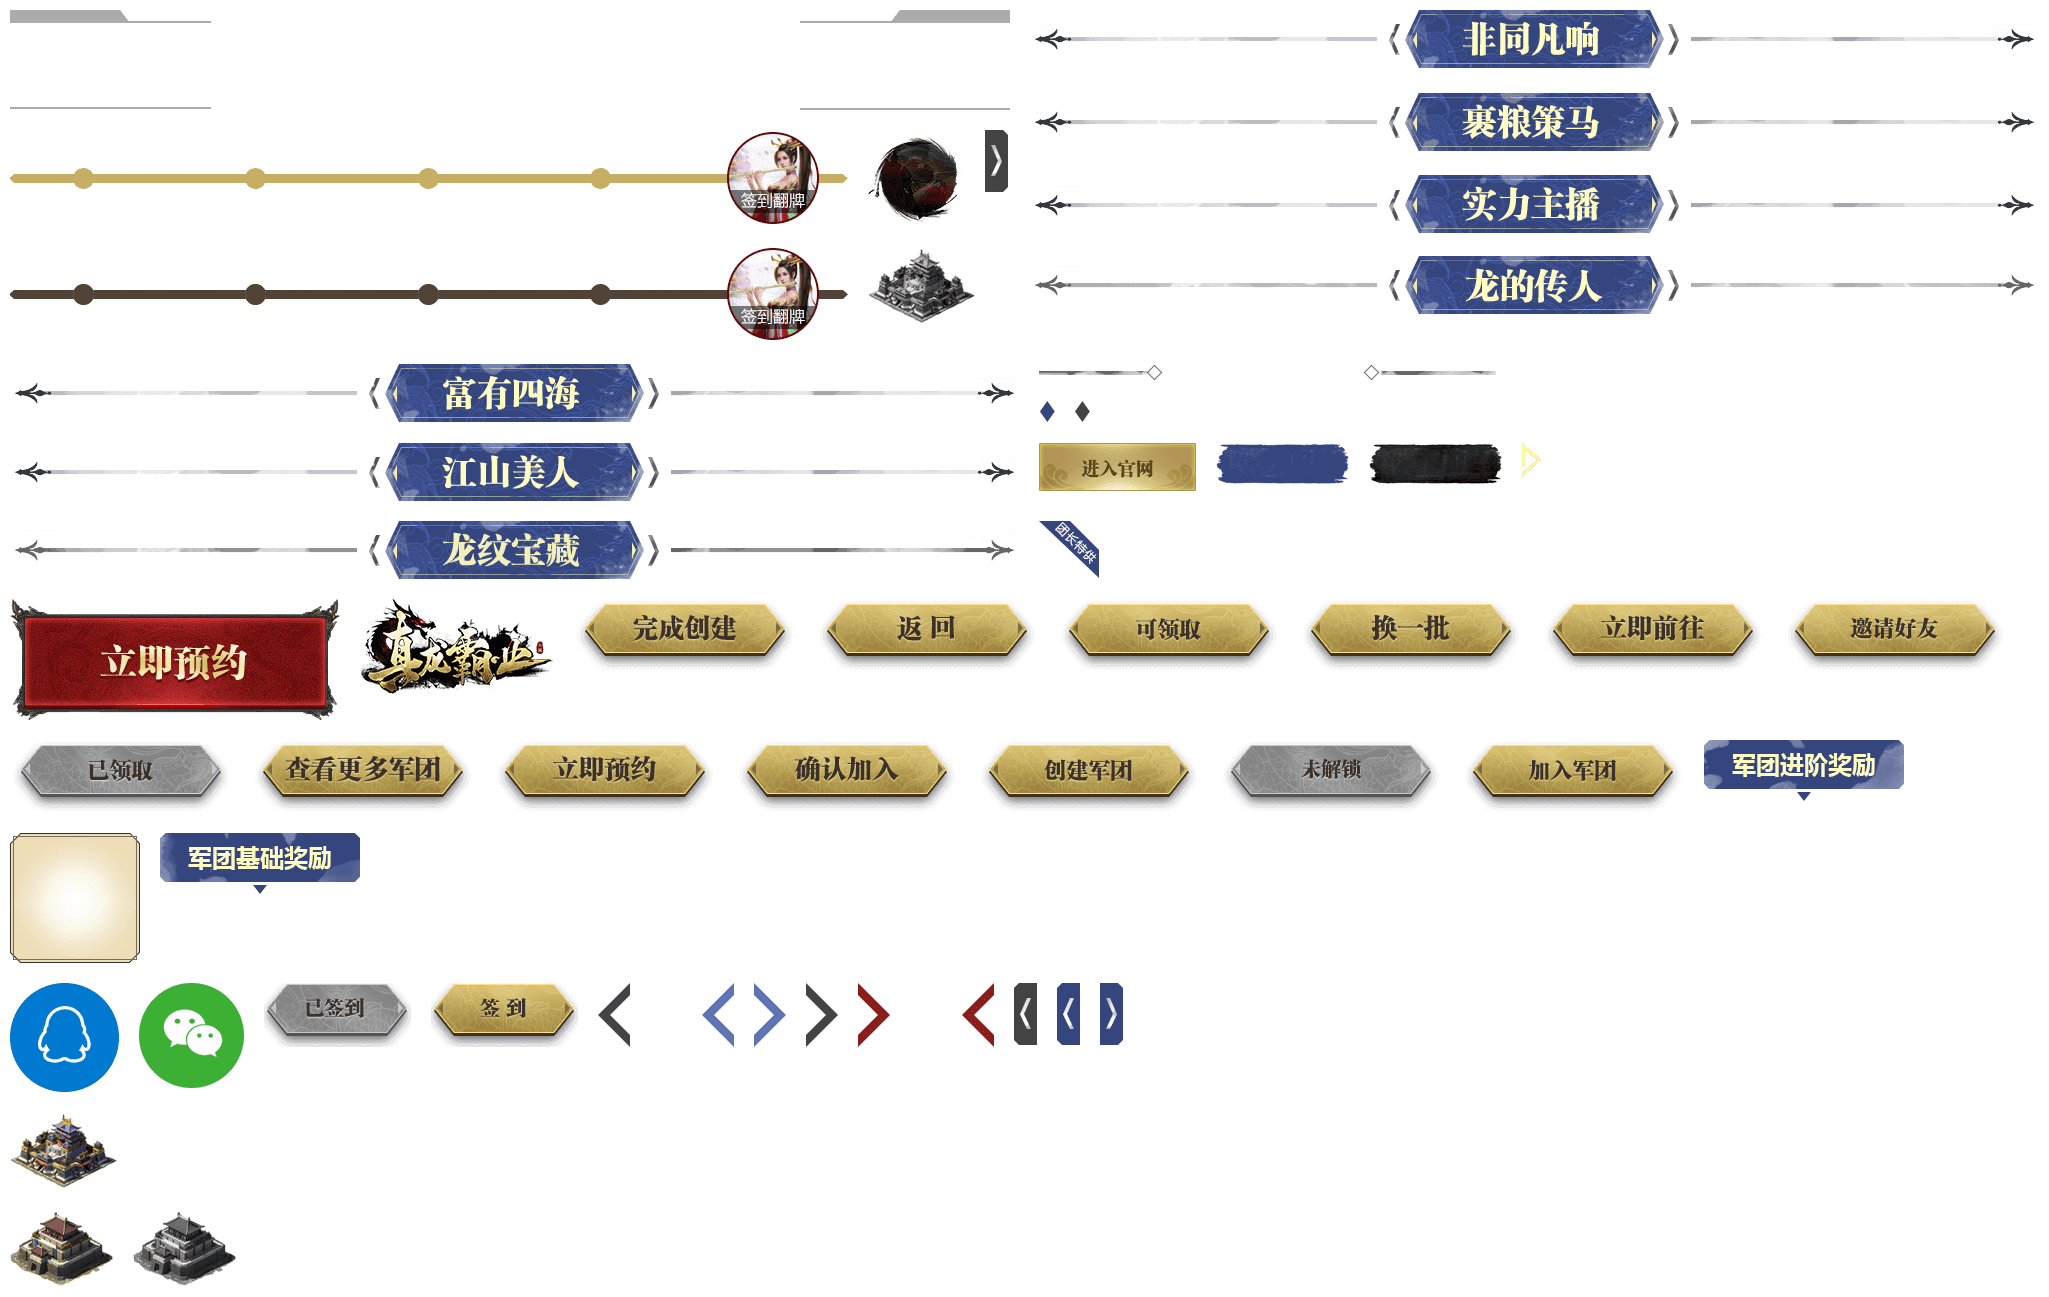 非同凡响
裹粮策马
签到翻牌
实力主播
龙的传人
签到翻牌
富有四海
江山美人
进入官网
龙纹宝藏
团长特供
立即预约
真龙霸业
完成创建
返回
可领取
换一批
立即前往
邀请好友
已领取
查看更多军团
立即预约
确认加入
创建军团
未解锁
加入军团
军团进阶奖励
军团基础奖励
已签到
签到